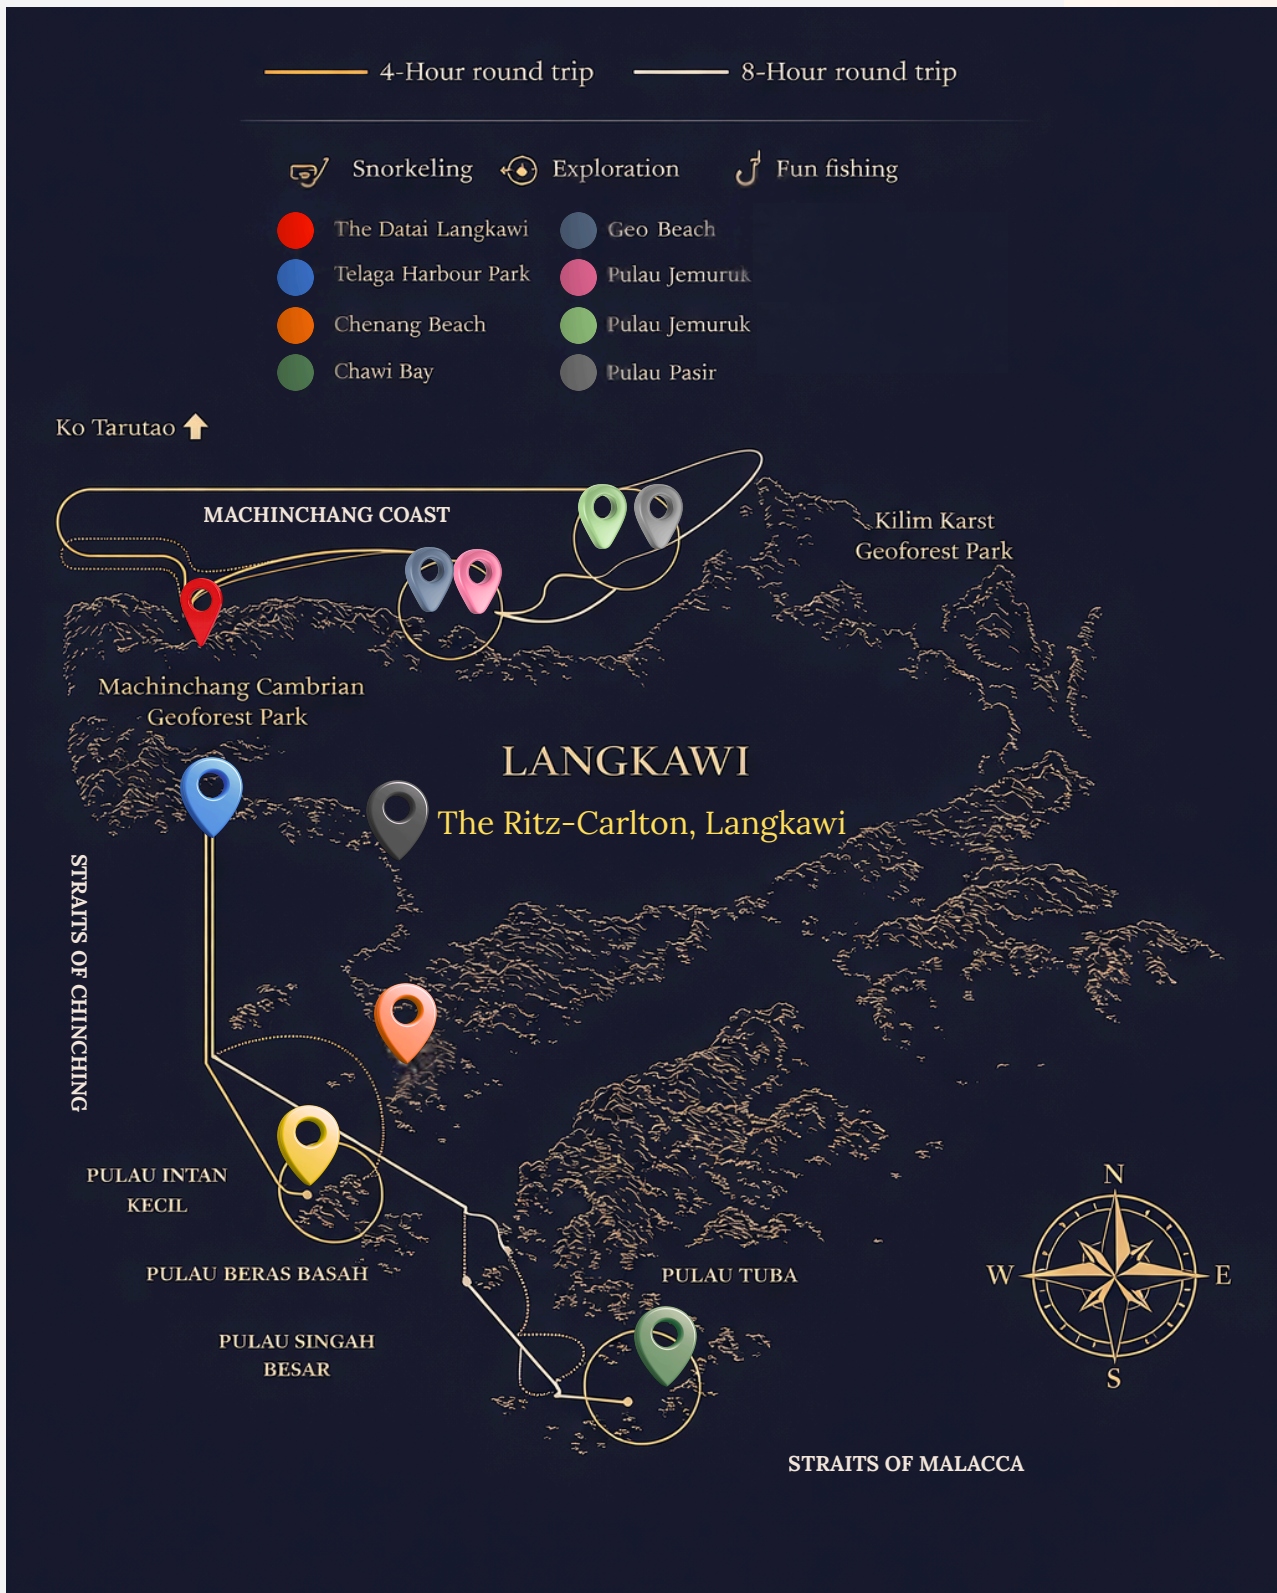 4-Hour round trip
8-Hour round trip
Snorkeling
Exploration
Fun fishing
The Datai Langkawi
Geo Beach
Telaga Harbour Park
Pulau Jemuruk
Chenang Beach
Pulau Jemuruk
Chawi Bay
Pulau Pasir
Ko Tarutao
MACHINCHANG COAST
Kilim Karst
Geoforest Park
Machinchang Cambrian
Geoforest Park
LANGKAWI
The Ritz-Carlton, Langkawi
STRAITS OF CHINCHING
PULAU INTAN
KECIL
PULAU BERAS BASAH
PULAU TUBA
PULAU SINGAH
BESAR
N
W
E
S
STRAITS OF MALACCA